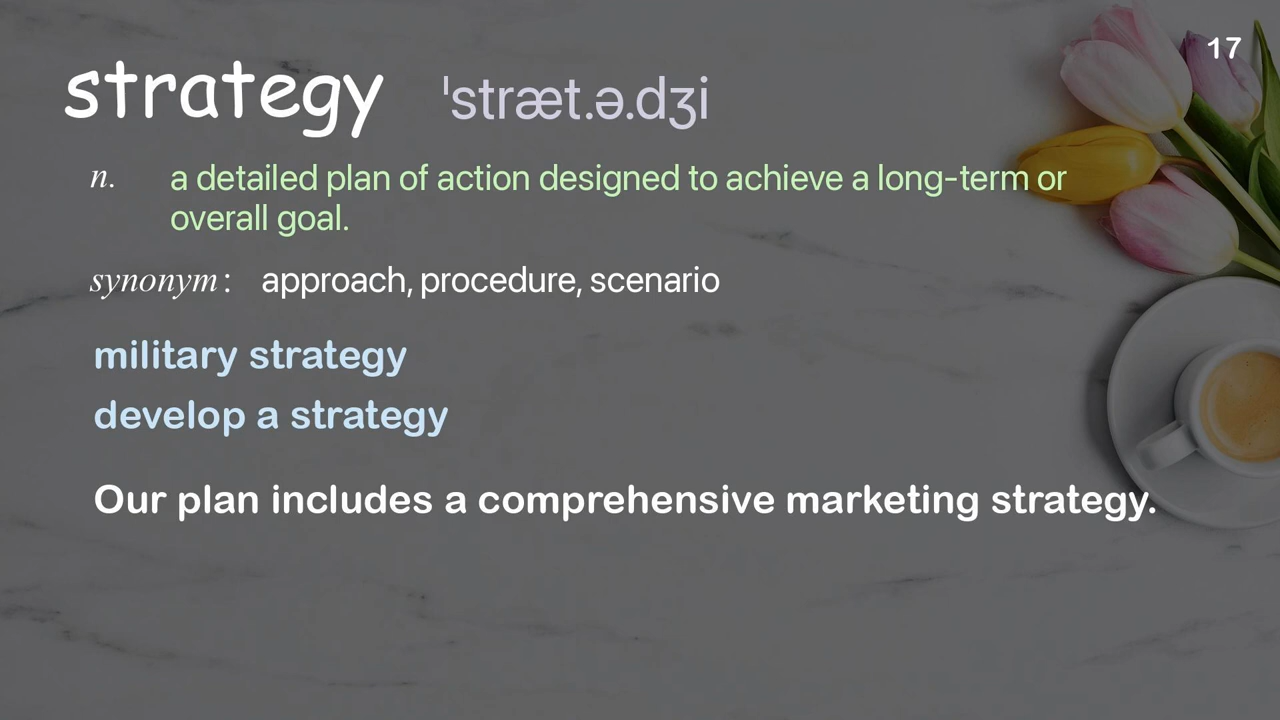 17
strategy ˈstræt.ə.dʒi
n. a detailed plan of action designed to achieve a long-term or
overall goal.
synonym: approach, procedure, scenario
military strategy
develop a strategy
Our plan includes a comprehensive marketing strategy.